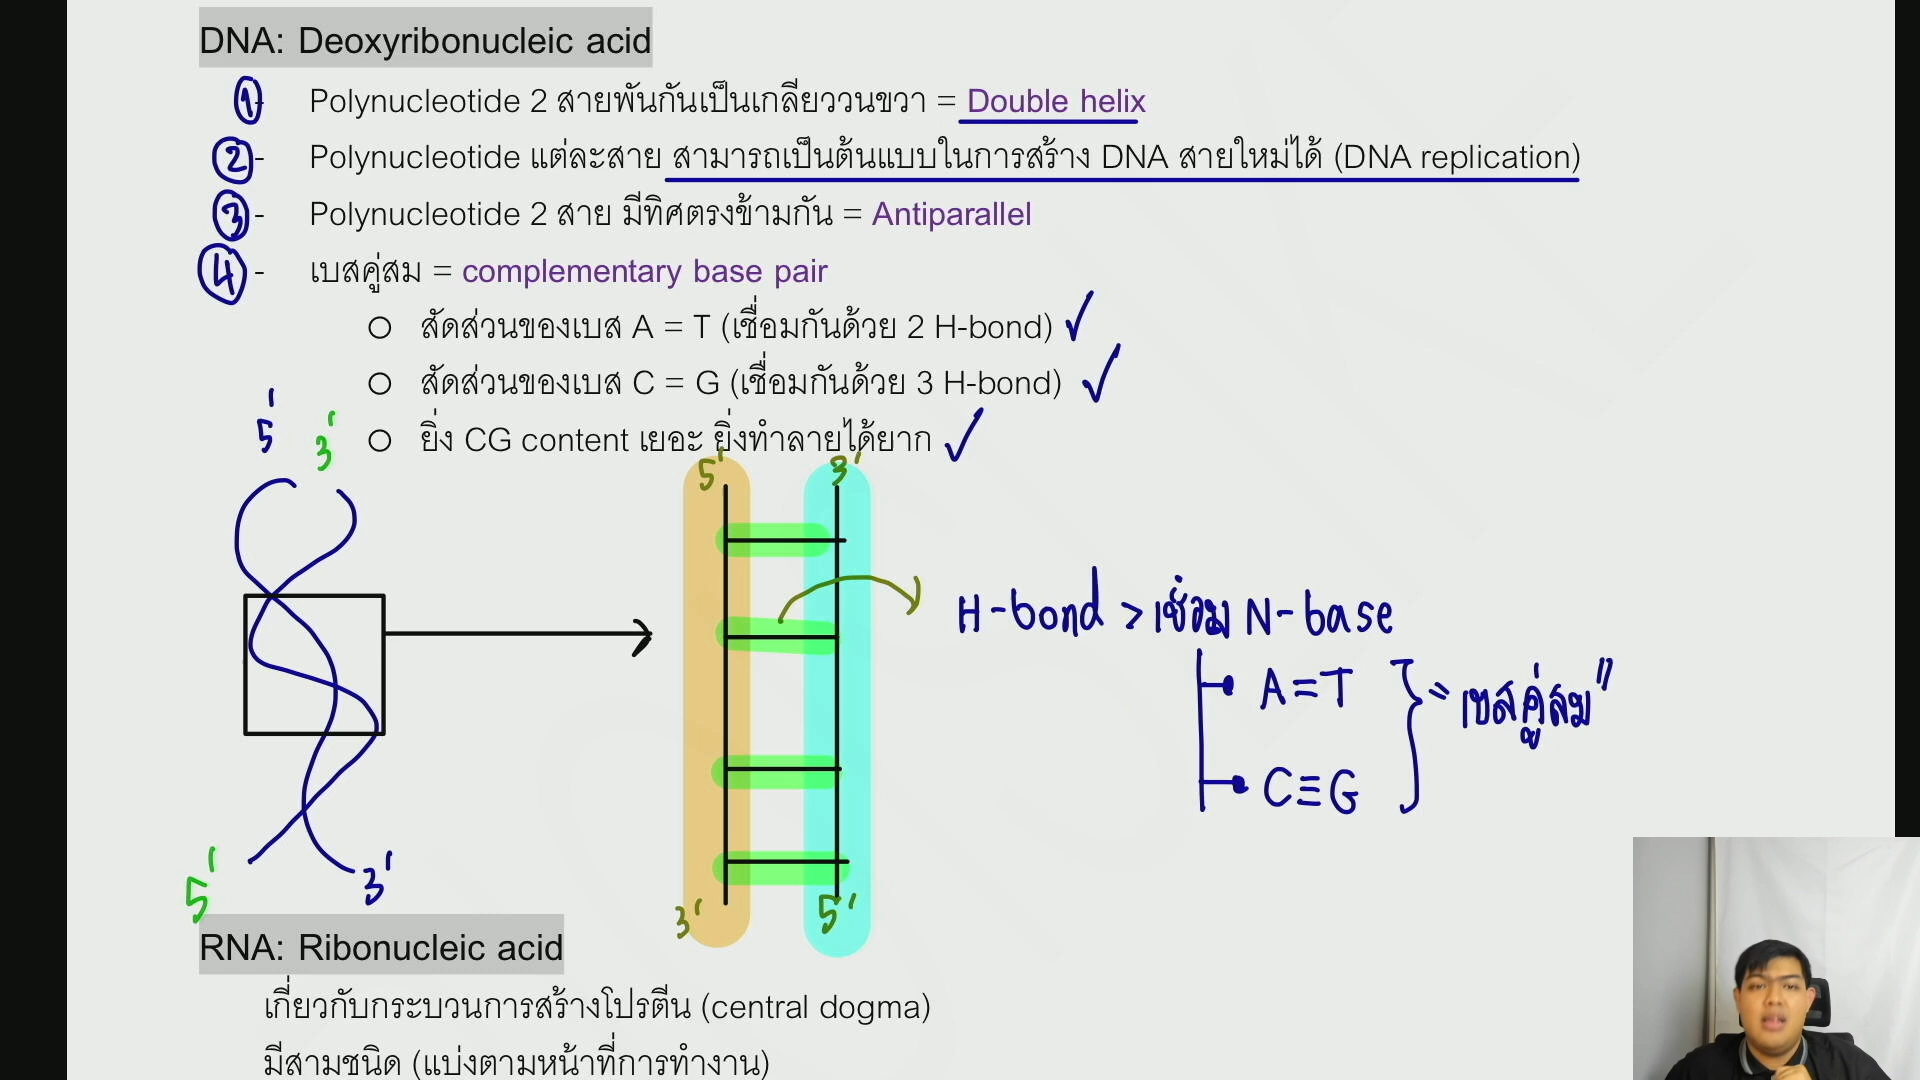 DNA: Deoxyribonucleic acid
1 - Polynucleotide 2 สายพันกันเป็นเกลียวเวียนขวา = Double helix
2 - Polynucleotide แต่ละสาย สามารถเป็นต้นแบบในการสร้าง DNA สายใหม่ได้ (DNA replication)
3 - Polynucleotide 2 สาย มีทิศตรงข้ามกัน = Antiparallel
4 - เบสคู่สม = complementary base pair
○ สัดส่วนของเบส A = T (เชื่อมกันด้วย 2 H-bond) ✓
○ สัดส่วนของเบส C = G (เชื่อมกันด้วย 3 H-bond) ✓
○ ยิ่ง CG content เยอะ ยิ่งทำลายได้ยาก ✓
5' 3'
5' 3'
H-bond > เชื่อม N-base
A=T
"เบสคู่สม"
C≡G
5' 3'
3' 5'
RNA: Ribonucleic acid
เกี่ยวกับกระบวนการสร้างโปรตีน (central dogma)
มีสามชนิด (แบ่งตามหน้าที่การทำงาน)